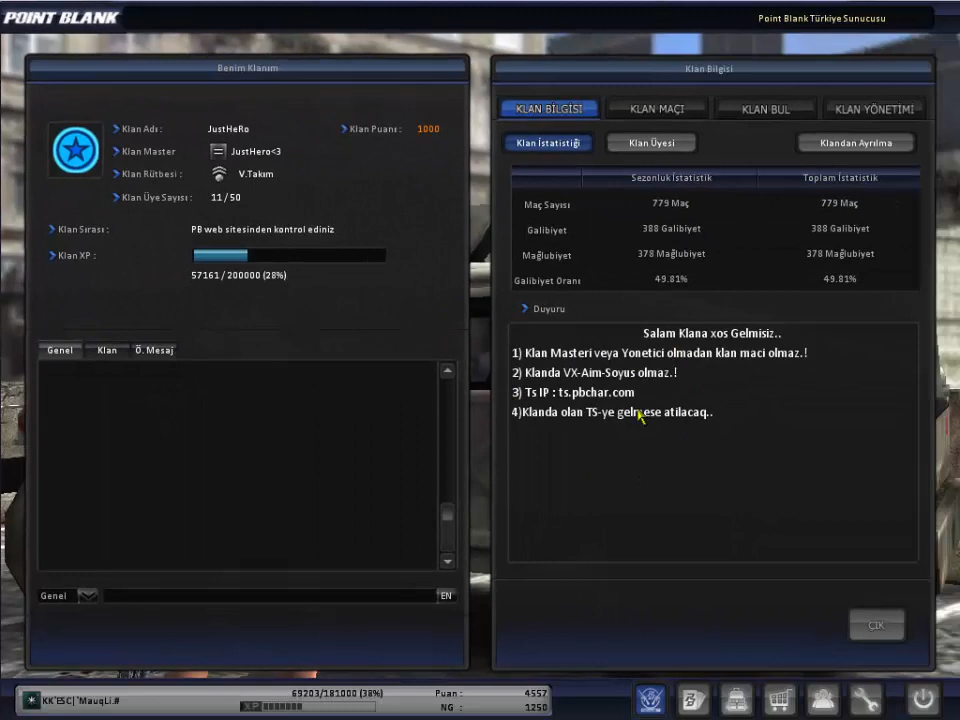 POINT BLANK
Point Blank Türkiye Sunucusu
Benim Klanım
Klan Adı :
JustHeRo
Klan Puanı :
1000
Klan Master
JustHero<3
Klan Rütbesi :
V.Takım
Klan Üye Sayısı :
11/50
Klan Sırası :
PB web sitesinden kontrol ediniz
Klan XP :
57161/200000 (28%)
Genel
Klan
Ö. Mesaj
Genel
EN
Klan Bilgisi
KLAN BİLGİSİ
KLAN MAÇI
KLAN BUL
KLAN YÖNETİMİ
Klan İstatistiği
Klan Üyesi
Klandan Ayrılma
Sezonluk İstatistik
Toplam İstatistik
Maç Sayısı
779 Maç
779 Maç
Galibiyet
388 Galibiyet
388 Galibiyet
Mağlubiyet
378 Mağlubiyet
378 Mağlubiyet
Galibiyet Oranı
49.81%
49.81%
Duyuru
Salam Klana xos Gelmisiz..
1) Klan Masteri veya Yonetici olmadan klan maci olmaz.!
2) Klanda VX-Aim-Soyus olmaz.!
3) Ts IP : ts.pbchar.com
4)Klanda olan TS-ye gelmese atilacaq..
ÇIK
KK'ESC|'MauqLi.#
69203/181000 (38%)
XP
Puan :
4557
NG :
1250